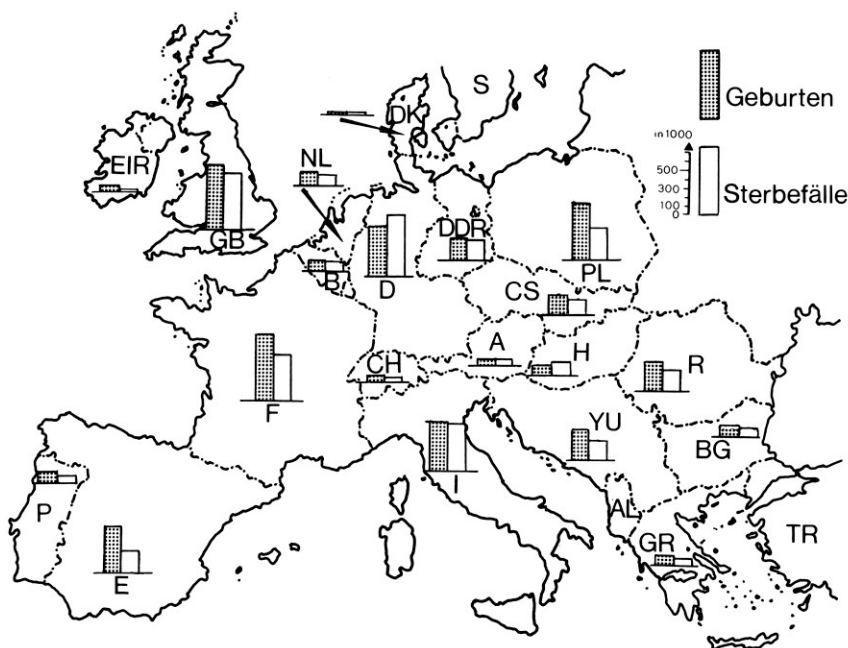 S
Geburten
DK
in 1000
EIR
NL
500
Sterbefälle
300
100
0
GB
DDR
B
D
PL
CS
A
H
CH
R
F
YU
BG
I
P
AL
TR
GR
E